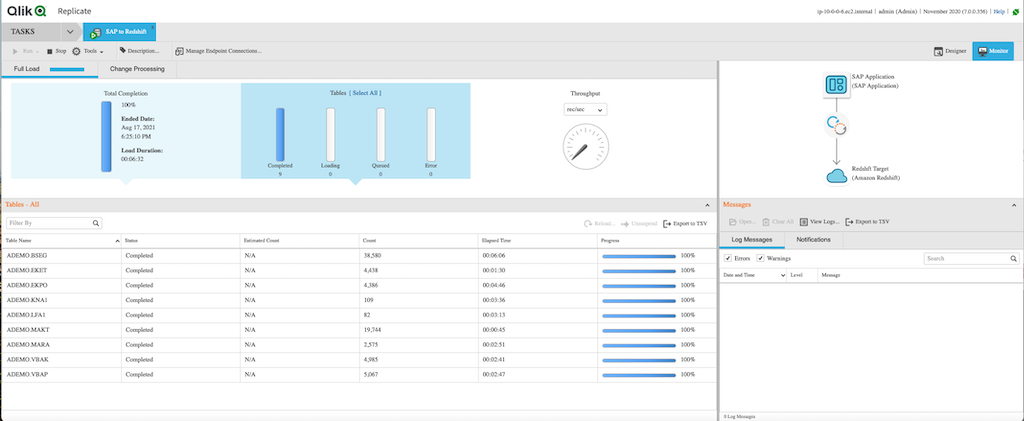 Qlik Replicate
ip-10-0-0-6.ec2.internal | admin (Admin) | November 2020 (7.0.0.356) | Help |
TASKS SAP to Redshift
Run Stop Tools Description... Manage Endpoint Connections... Designer Monitor
Full Load Change Processing
Total Completion
100%
Ended Date:
Aug 17, 2021
6:25:10 PM
Load Duration:
00:06:32
Tables [ Select All ]
Completed Loading Queued Error
9 0 0 0
Throughput
rec/sec
SAP Application
(SAP Application)
Redshift Target
(Amazon Redshift)
Tables - All
Filter By Reload... Unsuspend Export to TSV
Table Name Status Estimated Count Count Elapsed Time Progress
ADEMO.BSEG Completed N/A 38,580 00:06:06 100%
ADEMO.EKET Completed N/A 4,438 00:01:30 100%
ADEMO.EKPO Completed N/A 4,386 00:04:46 100%
ADEMO.KNA1 Completed N/A 109 00:03:36 100%
ADEMO.LFA1 Completed N/A 82 00:03:13 100%
ADEMO.MAKT Completed N/A 19,744 00:00:45 100%
ADEMO.MARA Completed N/A 2,575 00:02:51 100%
ADEMO.VBAK Completed N/A 4,985 00:02:41 100%
ADEMO.VBAP Completed N/A 5,067 00:02:47 100%
Messages
Open... Clear All View Logs... Export to TSV
Log Messages Notifications
Errors Warnings Search
Date and Time Level Message
0 Log Messages